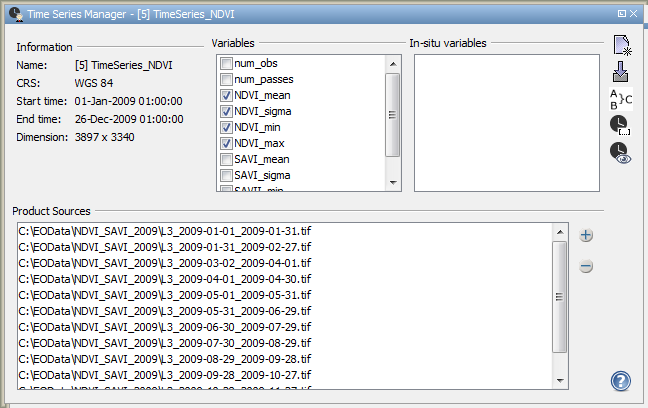 Time Series Manager - [5] TimeSeries_NDVI
Information
Name: [5] TimeSeries_NDVI
CRS: WGS 84
Start time: 01-Jan-2009 01:00:00
End time: 26-Dec-2009 01:00:00
Dimension: 3897 x 3340
Variables
num_obs
num_passes
NDVI_mean
NDVI_sigma
NDVI_min
NDVI_max
SAVI_mean
SAVI_sigma
In-situ variables
A
B }C
[...]
Product Sources
C:\EOData\NDVI_SAVI_2009\L3_2009-01-01_2009-01-31.tif
C:\EOData\NDVI_SAVI_2009\L3_2009-01-31_2009-02-27.tif
C:\EOData\NDVI_SAVI_2009\L3_2009-03-02_2009-04-01.tif
C:\EOData\NDVI_SAVI_2009\L3_2009-04-01_2009-04-30.tif
C:\EOData\NDVI_SAVI_2009\L3_2009-05-01_2009-05-31.tif
C:\EOData\NDVI_SAVI_2009\L3_2009-05-31_2009-06-29.tif
C:\EOData\NDVI_SAVI_2009\L3_2009-06-30_2009-07-29.tif
C:\EOData\NDVI_SAVI_2009\L3_2009-07-30_2009-08-29.tif
C:\EOData\NDVI_SAVI_2009\L3_2009-08-29_2009-09-28.tif
C:\EOData\NDVI_SAVI_2009\L3_2009-09-28_2009-10-27.tif